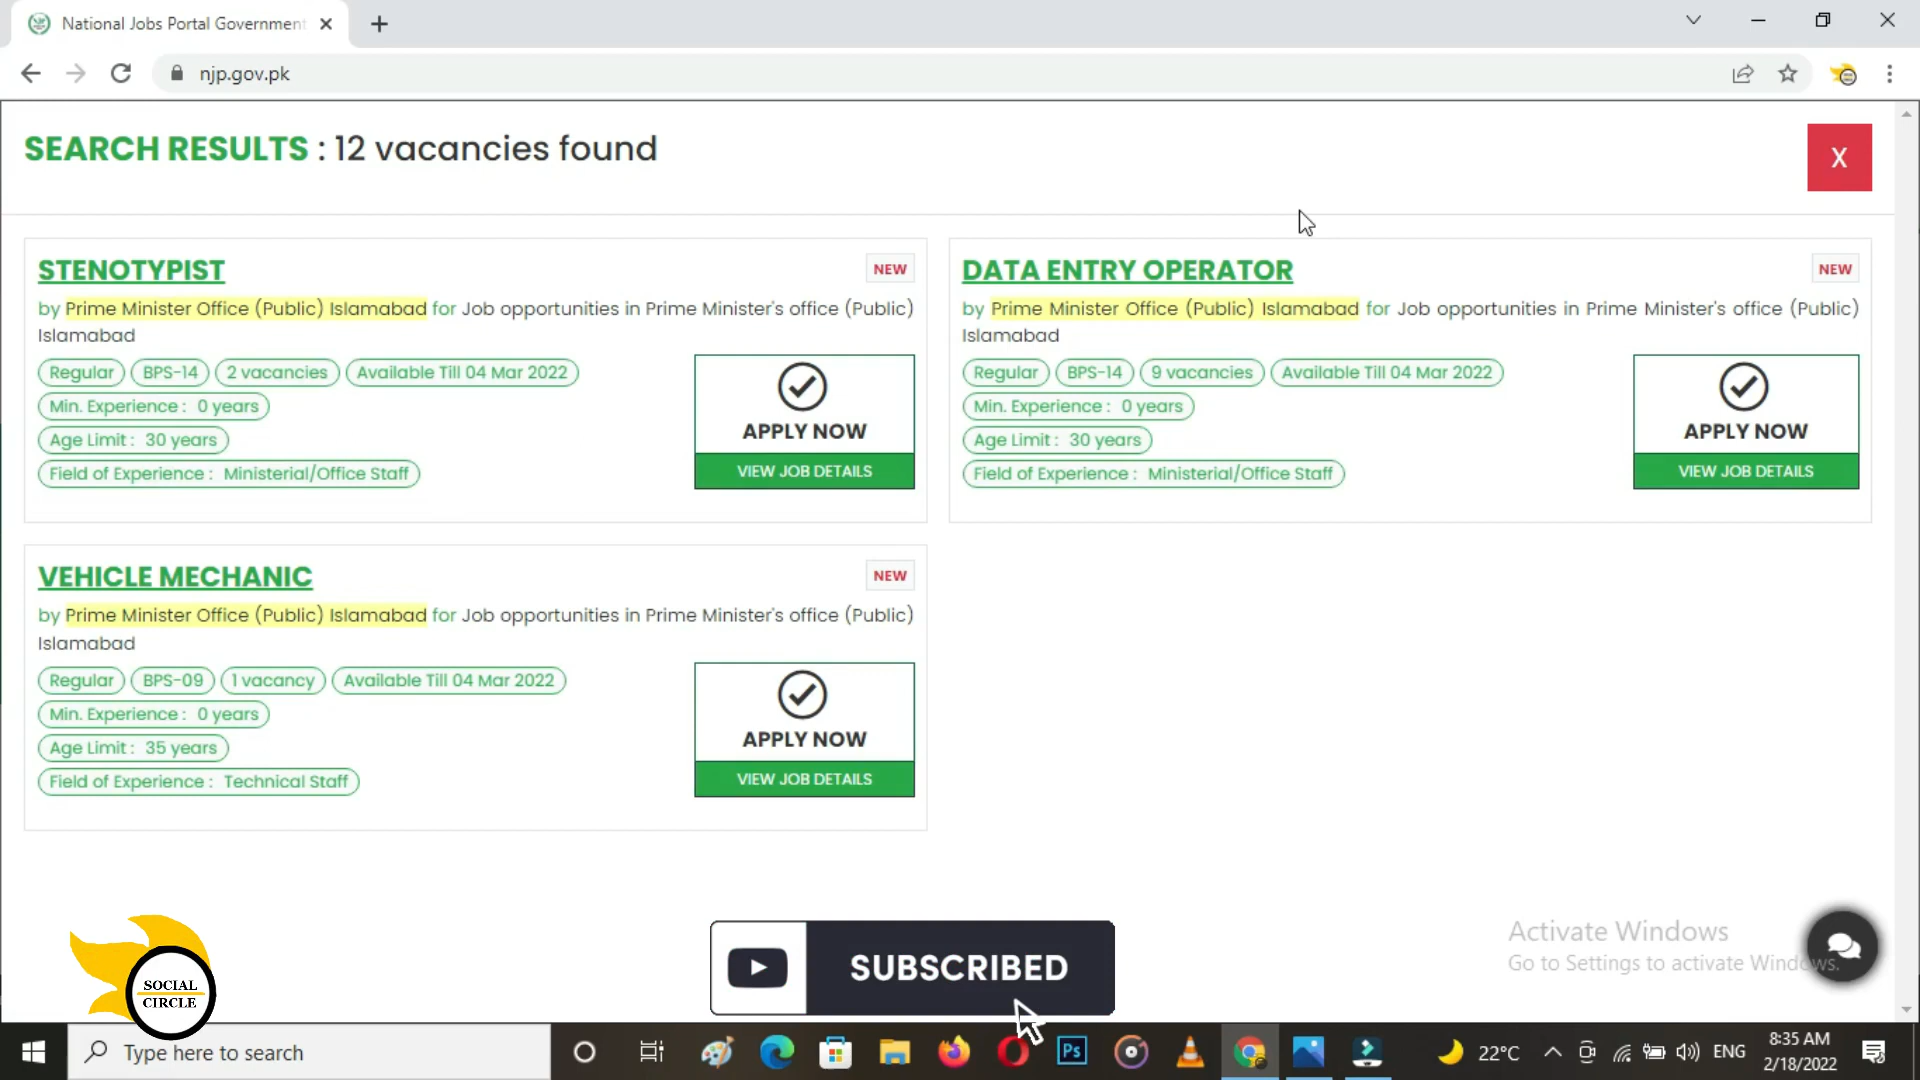 National Jobs Portal Government
njp.gov.pk
SEARCH RESULTS : 12 vacancies found
X
STENOTYPIST
NEW
by Prime Minister Office (Public) Islamabad for Job opportunities in Prime Minister's office (Public)
Islamabad
Regular BPS-14 2 vacancies Available Till 04 Mar 2022
Min. Experience : 0 years
Age Limit : 30 years
Field of Experience : Ministerial/Office Staff
APPLY NOW
VIEW JOB DETAILS
DATA ENTRY OPERATOR
NEW
by Prime Minister Office (Public) Islamabad for Job opportunities in Prime Minister's office (Public)
Islamabad
Regular BPS-14 9 vacancies Available Till 04 Mar 2022
Min. Experience : 0 years
Age Limit : 30 years
Field of Experience : Ministerial/Office Staff
APPLY NOW
VIEW JOB DETAILS
VEHICLE MECHANIC
NEW
by Prime Minister Office (Public) Islamabad for Job opportunities in Prime Minister's office (Public)
Islamabad
Regular BPS-09 1 vacancy Available Till 04 Mar 2022
Min. Experience : 0 years
Age Limit : 35 years
Field of Experience : Technical Staff
APPLY NOW
VIEW JOB DETAILS
Activate Windows
Go to Settings to activate Windows.
SUBSCRIBED
SOCIAL
CIRCLE
Type here to search
Ps
22°C
ENG
8:35 AM
2/18/2022